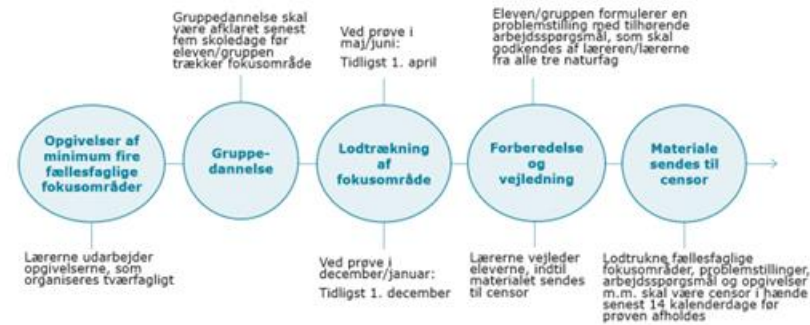 Gruppedannelse skal
være afklaret senest
fem skoledage før
eleven/gruppen
trækker fokusområde
Ved prøve i
maj/juni:
Tidligst 1. april
Eleven/gruppen formulerer en
problemstilling med tilhørende
arbejdsspørgsmål, som skal
godkendes af læreren/lærerne
fra alle tre naturfag
Opgivelser af
minimum fire
fællesfaglige
fokusområder
Gruppe-
dannelse
Lodtrækning
af
fokusområde
Forberedelse
og
vejledning
Materiale
sendes til
censor
Lærerne udarbejder
opgivelserne, som
organiseres tværfagligt
Ved prøve i
december/januar:
Tidligst 1. december
Lærerne vejleder
eleverne, indtil
materialet sendes
til censor
Lodtrukne fællesfaglige
fokusområder, problemstillinger,
arbejdsspørgsmål og opgivelser
m.m. skal være censor i hænde
senest 14 kalenderdage før
prøven afholdes